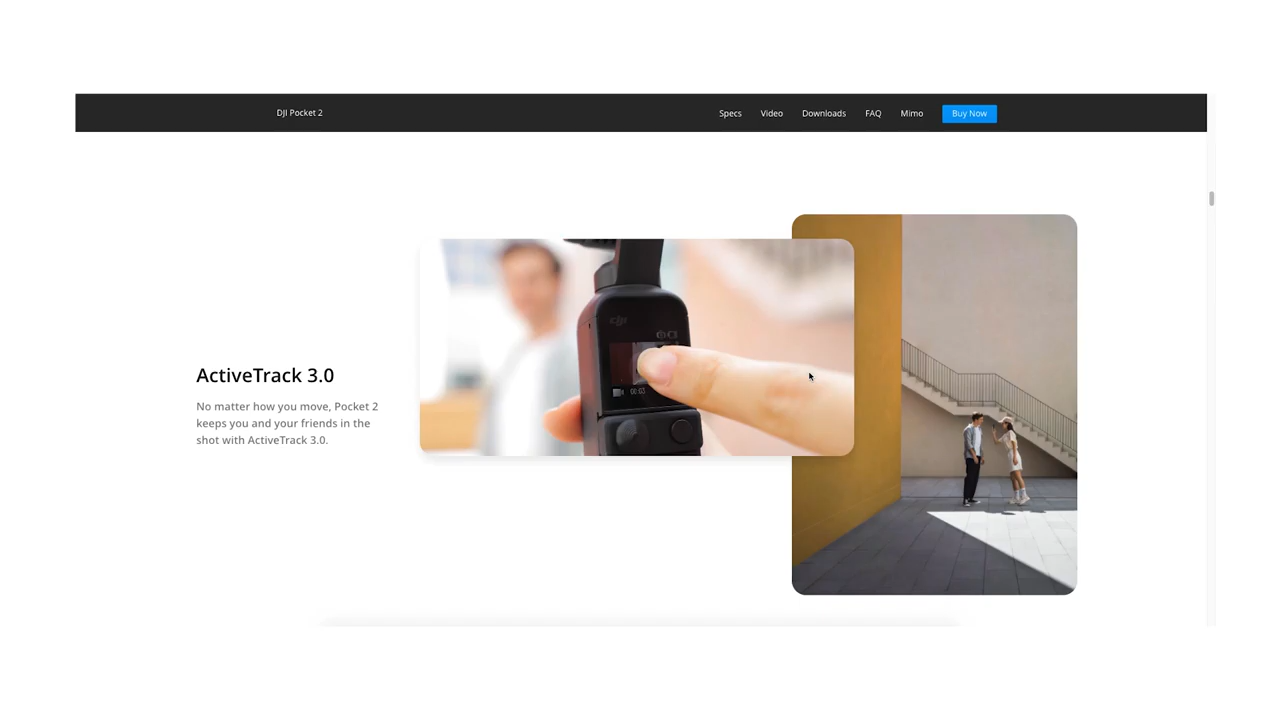 DJI Pocket 2
Specs
Video
Downloads
FAQ
Mimo
Buy Now
dji
ActiveTrack 3.0
No matter how you move, Pocket 2
keeps you and your friends in the
shot with ActiveTrack 3.0.